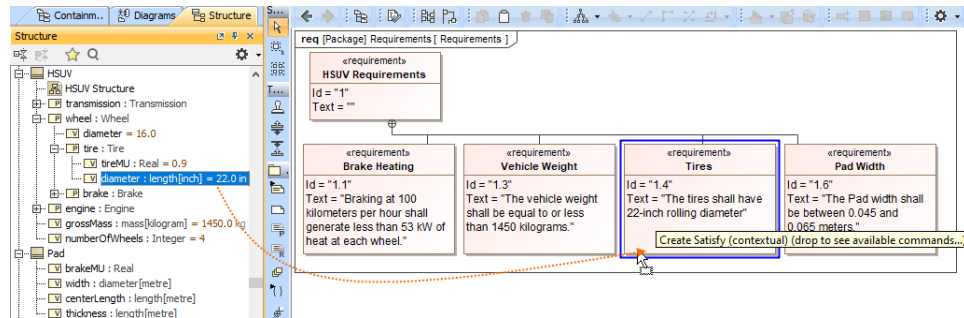 Containm..
Diagrams
Structure
Structure
HSUV
HSUV Structure
transmission : Transmission
wheel : Wheel
diameter = 16.0
tire : Tire
tireMU : Real = 0.9
diameter : length[inch] = 22.0 in
brake : Brake
engine : Engine
grossMass : mass[kilogram] = 1450.0 kg
numberOfWheels : Integer = 4
Pad
brakeMU : Real
width : diameter[metre]
centerLength : length[metre]
thickness : length[metre]
S...
T...
req [Package] Requirements [ Requirements ]
«requirement»
HSUV Requirements
Id = "1"
Text = ""
«requirement»
Brake Heating
Id = "1.1"
Text = "Braking at 100
kilometers per hour shall
generate less than 53 kW of
heat at each wheel."
«requirement»
Vehicle Weight
Id = "1.3"
Text = "The vehicle weight
shall be equal to or less
than 1450 kilograms."
«requirement»
Tires
Id = "1.4"
Text = "The tires shall have
22-inch rolling diameter"
«requirement»
Pad Width
Id = "1.6"
Text = "The Pad width shall
be between 0.045 and
0.065 meters."
Create Satisfy (contextual) (drop to see available commands...)